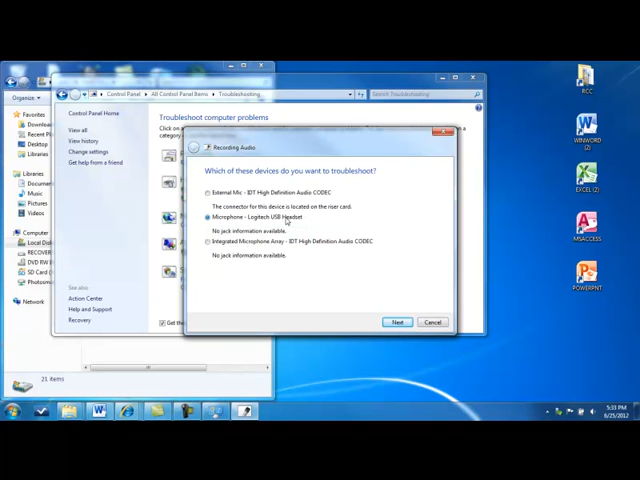 Organize
Favorites
Downloads
Recent Places
Desktop
Libraries
Libraries
Documents
Music
Pictures
Videos
Computer
Local Disk
RECOVERY
DVD RW
SD Card
Photosmart
Network
21 items
Control Panel
All Control Panel Items
Troubleshooting
Search Troubleshooting
Control Panel Home
View all
View history
Change settings
Get help from a friend
See also
Action Center
Help and Support
Recovery
Troubleshoot computer problems
Click on
category
Get the
Recording Audio
Which of these devices do you want to troubleshoot?
External Mic - IDT High Definition Audio CODEC
The connector for this device is located on the riser card.
Microphone - Logitech USB Headset
No jack information available.
Integrated Microphone Array - IDT High Definition Audio CODEC
No jack information available.
Next
Cancel
RCC
WINWORD
(2)
EXCEL (2)
MSACCESS
POWERPNT
5:33 PM
6/25/2012